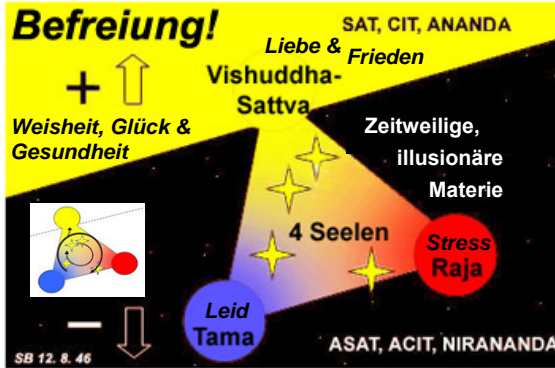 Befreiung!
SAT, CIT, ANANDA
Liebe &
Frieden
Vishuddha-
Sattva
+
Weisheit, Glück &
Gesundheit
Zeitweilige,
illusionäre
Materie
4 Seelen
Stress
Raja
Leid
Tama
−
ASAT, ACIT, NIRANANDA
SB 12. 8. 46